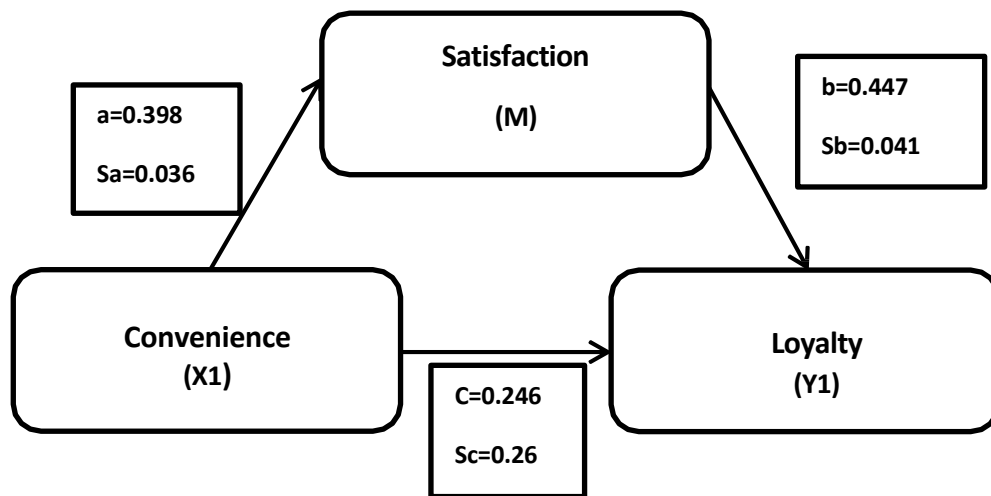 Satisfaction
(M)
a=0.398
Sa=0.036
b=0.447
Sb=0.041
Convenience
(X1)
C=0.246
Sc=0.26
Loyalty
(Y1)